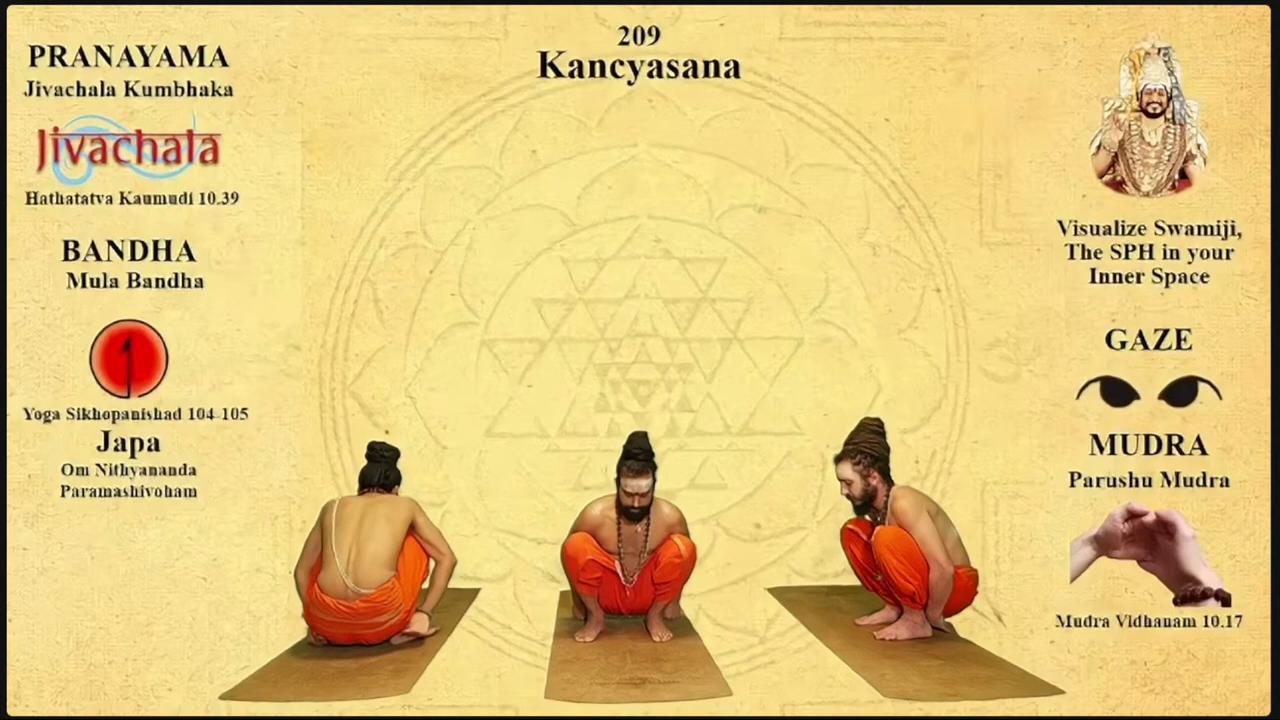 209
Kancyasana
PRANAYAMA
Jivachala Kumbhaka
Jivachala
Hathatatva Kaumudi 10.39
BANDHA
Mula Bandha
Yoga Sikhopanishad 104-105
Japa
Om Nithyananda
Paramashivoham
Visualize Swamiji,
The SPH in your
Inner Space
GAZE
MUDRA
Parushu Mudra
Mudra Vidhanam 10.17